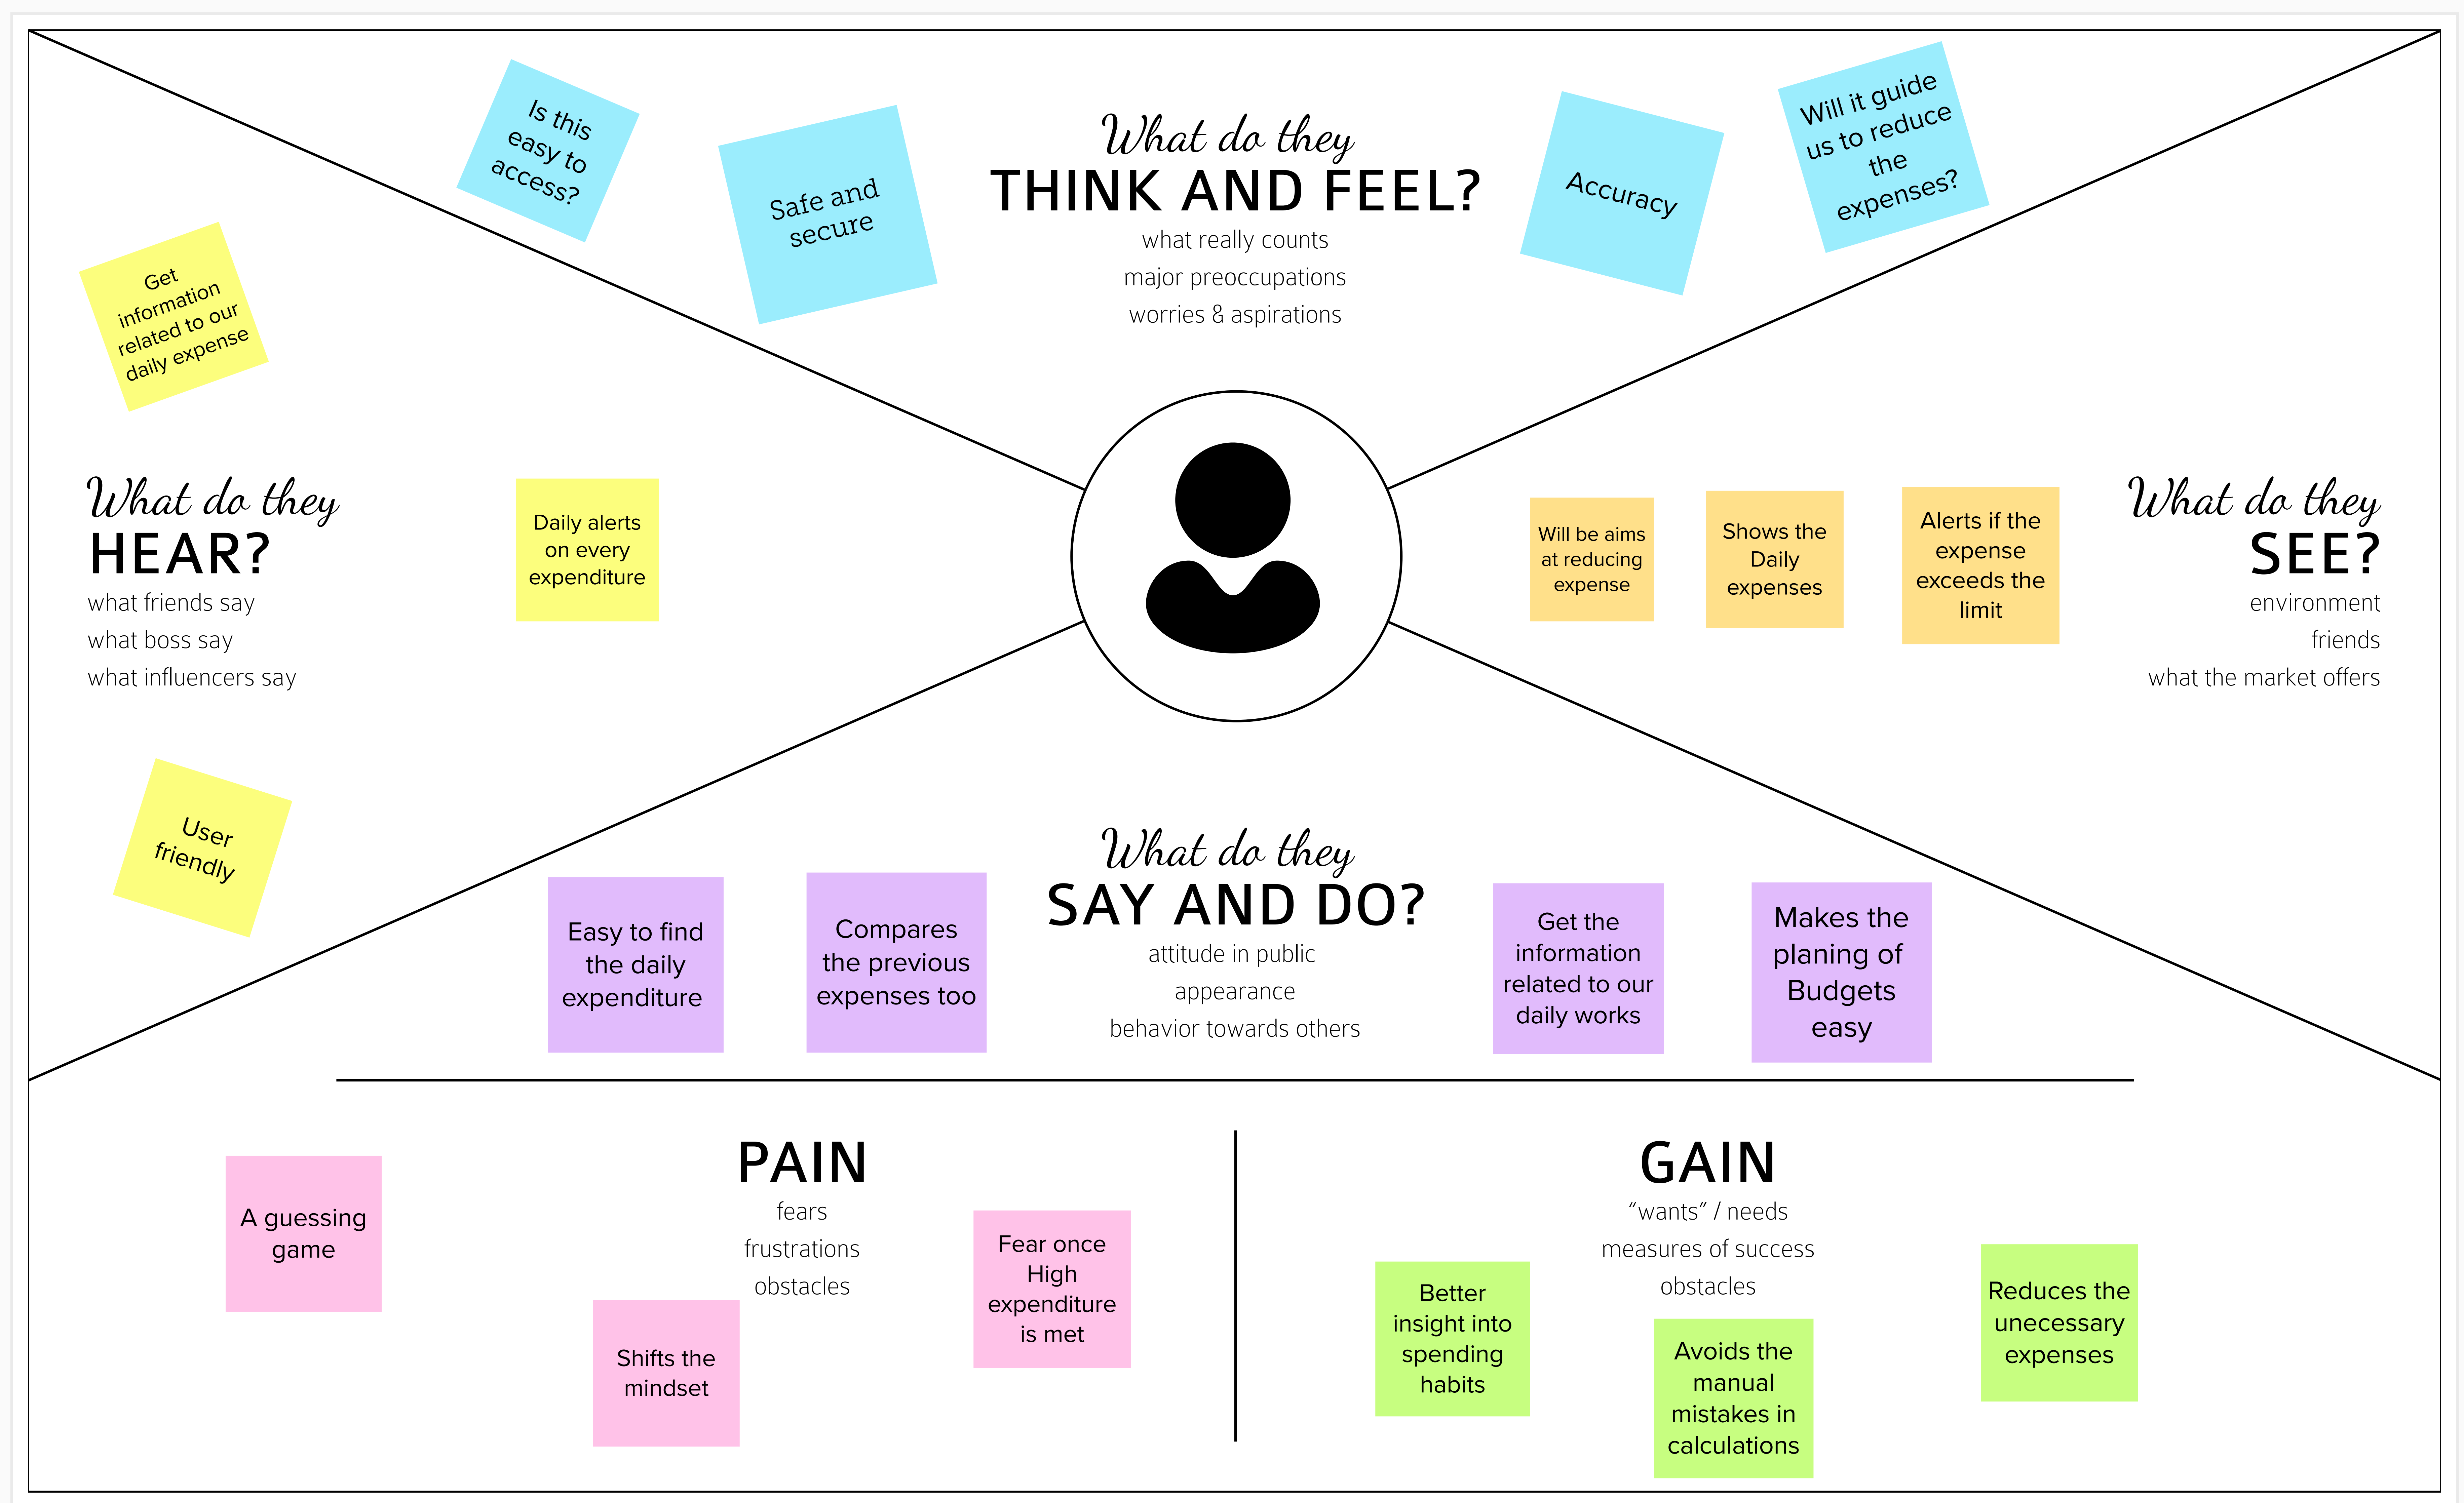 Is this
easy to
access?
Safe and
secure
What do they
THINK AND FEEL?
what really counts
major preoccupations
worries & aspirations
Accuracy
Will it guide
us to reduce
the
expenses?
Get
information
related to our
daily expense
What do they
HEAR?
what friends say
what boss say
what influencers say
Daily alerts
on every
expenditure
User
friendly
Will be aims
at reducing
expense
Shows the
Daily
expenses
Alerts if the
expense
exceeds the
limit
What do they
SEE?
environment
friends
what the market offers
Easy to find
the daily
expenditure
Compares
the previous
expenses too
What do they
SAY AND DO?
attitude in public
appearance
behavior towards others
Get the
information
related to our
daily works
Makes the
planing of
Budgets
easy
PAIN
fears
frustrations
obstacles
A guessing
game
Shifts the
mindset
Fear once
High
expenditure
is met
GAIN
“wants” / needs
measures of success
obstacles
Better
insight into
spending
habits
Avoids the
manual
mistakes in
calculations
Reduces the
unecessary
expenses